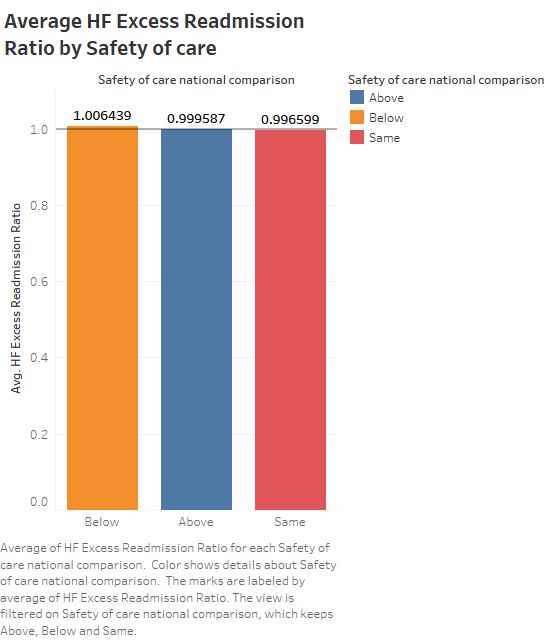 Average HF Excess Readmission
Ratio by Safety of care
Safety of care national comparison
Safety of care national comparison
Above
Below
Same
1.006439
0.999587
0.996599
1.0
0.8
0.6
0.4
0.2
0.0
Avg. HF Excess Readmission Ratio
Below
Above
Same
Average of HF Excess Readmission Ratio for each Safety of
care national comparison.  Color shows details about Safety
of care national comparison.  The marks are labeled by
average of HF Excess Readmission Ratio. The view is
filtered on Safety of care national comparison, which keeps
Above, Below and Same.